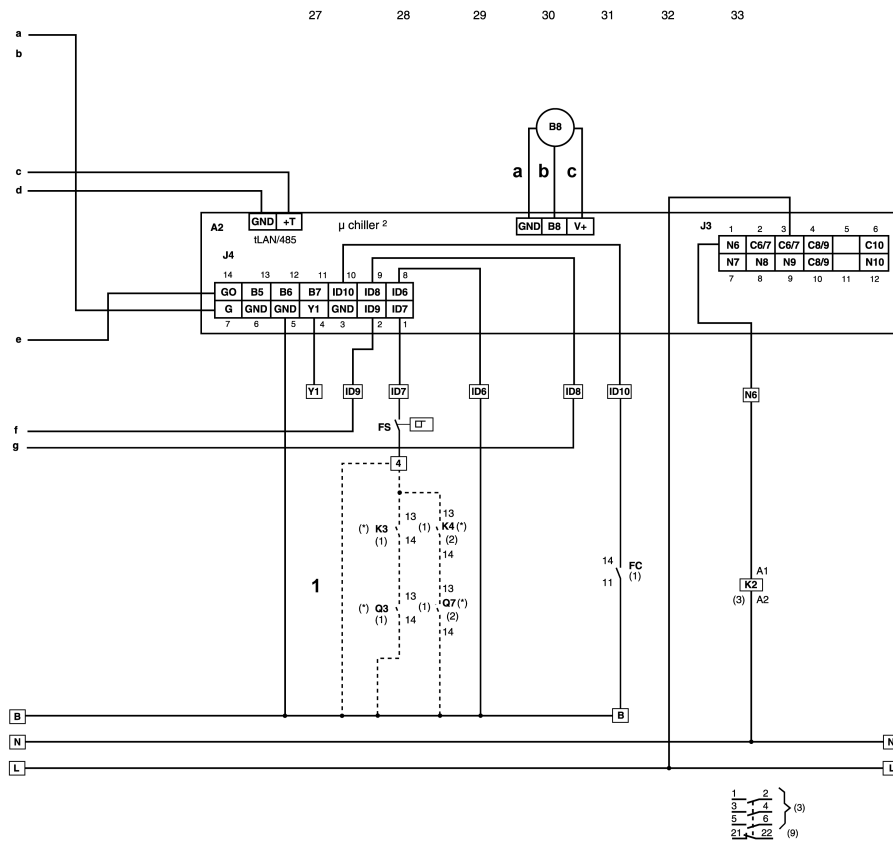 27 28 29 30 31 32 33
a
b
B8
a b c
c
d
GND +T
tLAN/485
A2
µ chiller 2
GND B8 V+
J3
1 2 3 4 5 6
N6 C6/7 C6/7 C8/9 C10
N7 N8 N9 C8/9 N10
7 8 9 10 11 12
J4
14 13 12 11 10 9 8
GO B5 B6 B7 ID10 ID8 ID6
G GND GND Y1 GND ID9 ID7
7 6 5 4 3 2 1
e
Y1 ID9 ID7 ID6 ID8 ID10 N6
f
FS
g
4
13 13
(*) K3 (1) K4 (*)
(1) 14 (2)
14
14 FC
11 (1)
A1
K2
(3) A2
1
13 13
(*) Q3 (1) Q7 (*)
(1) 14 (2)
14
B B
N N
L L
1 2
3 4 (3)
5 6
21 22 (9)